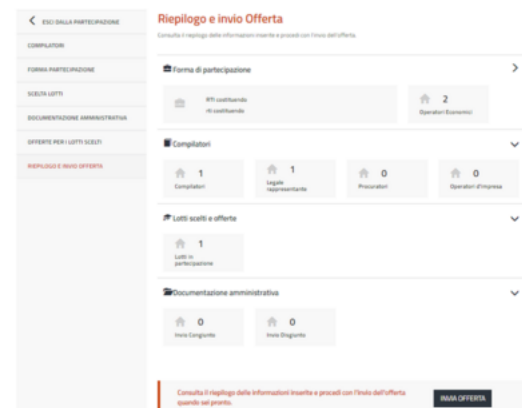 ESCI DALLA PARTECIPAZIONE
COMPILATORI
FORMA PARTECIPAZIONE
SCELTA LOTTI
DOCUMENTAZIONE AMMINISTRATIVA
OFFERTE PER I LOTTI SCELTI
RIEPILOGO E INVIO OFFERTA
Riepilogo e invio Offerta
Consulta il riepilogo delle informazioni inserite e procedi con l'invio dell'offerta.
Forma di partecipazione
RTI costituendo
rti costituendo
2
Operatori Economici
Compilatori
1
Compilatori
1
Legale
rappresentante
0
Procuratori
0
Operatori d'impresa
Lotti scelti e offerte
1
Lotti in
partecipazione
Documentazione amministrativa
0
Invio Congiunto
0
Invio Disgiunto
Consulta il riepilogo delle informazioni inserite e procedi con l'invio dell'offerta
quando sei pronto.
INVIA OFFERTA